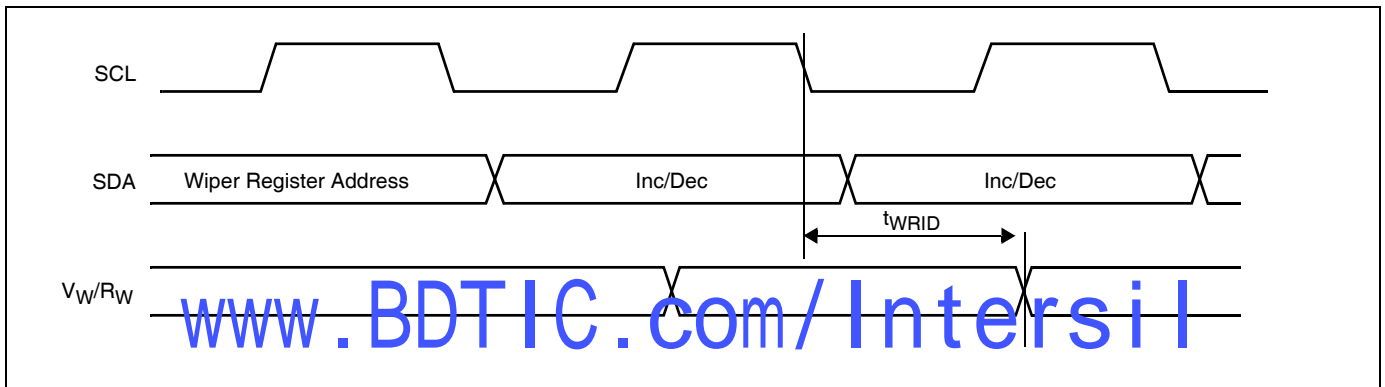 SCL
SDA
Wiper Register Address
Inc/Dec
Inc/Dec
tWRID
VW/RW
www.BDTIC.com/Intersil